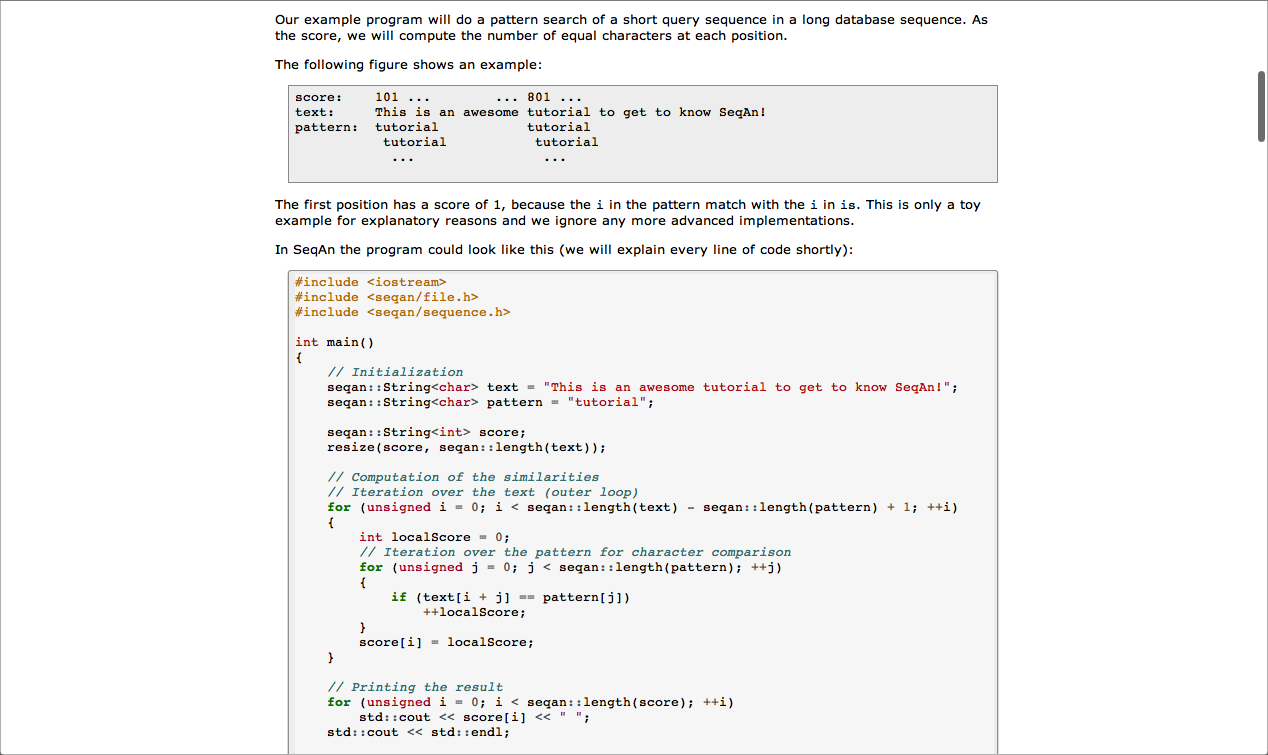 Our example program will do a pattern search of a short query sequence in a long database sequence. As
the score, we will compute the number of equal characters at each position.
The following figure shows an example:
score:    101 ...        ... 801 ...
text:     This is an awesome tutorial to get to know SeqAn!
pattern:  tutorial           tutorial
           tutorial           tutorial
            ...                ...
The first position has a score of 1, because the i in the pattern match with the i in is. This is only a toy
example for explanatory reasons and we ignore any more advanced implementations.
In SeqAn the program could look like this (we will explain every line of code shortly):
#include <iostream>
#include <seqan/file.h>
#include <seqan/sequence.h>
int main()
{
    // Initialization
    seqan::String<char> text = "This is an awesome tutorial to get to know SeqAn!";
    seqan::String<char> pattern = "tutorial";
    seqan::String<int> score;
    resize(score, seqan::length(text));
    // Computation of the similarities
    // Iteration over the text (outer loop)
    for (unsigned i = 0; i < seqan::length(text) - seqan::length(pattern) + 1; ++i)
    {
        int localScore = 0;
        // Iteration over the pattern for character comparison
        for (unsigned j = 0; j < seqan::length(pattern); ++j)
        {
            if (text[i + j] == pattern[j])
                ++localScore;
        }
        score[i] = localScore;
    }
    // Printing the result
    for (unsigned i = 0; i < seqan::length(score); ++i)
        std::cout << score[i] << " ";
    std::cout << std::endl;